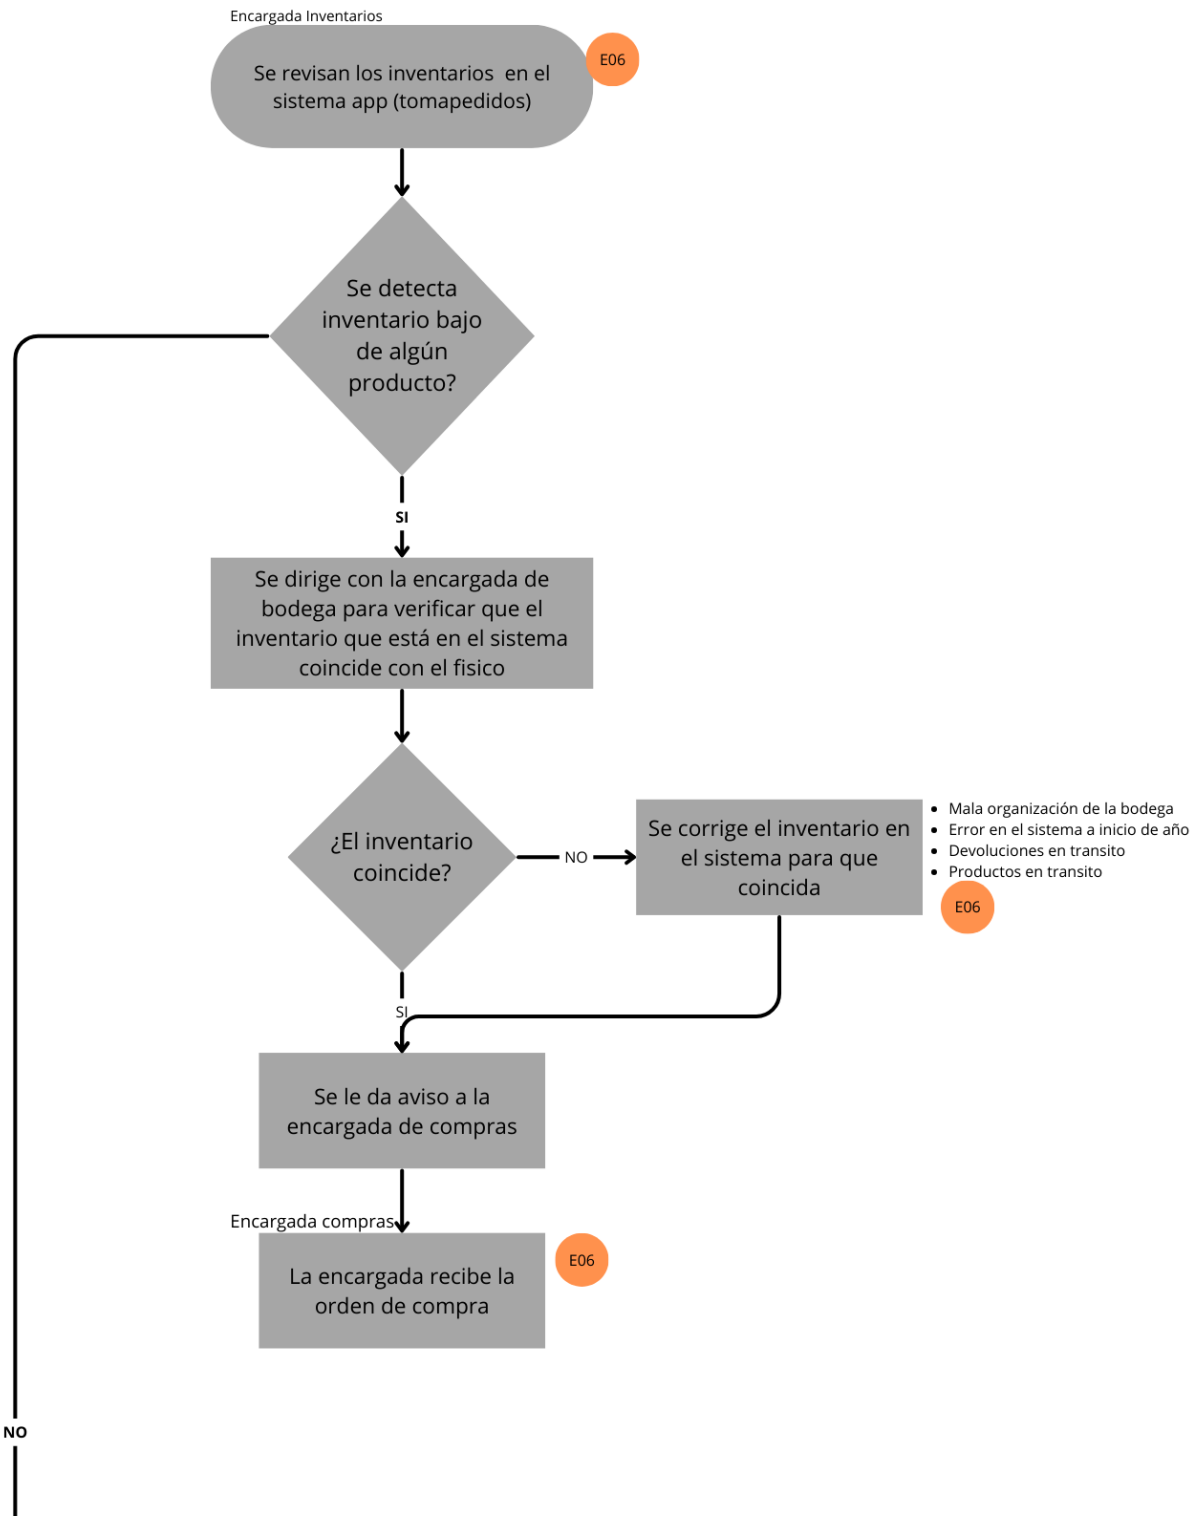 Encargada Inventarios
Se revisan los inventarios en el
sistema app (tomapedidos)
E06
Se detecta
inventario bajo
de algún
producto?
SI
Se dirige con la encargada de
bodega para verificar que el
inventario que está en el sistema
coincide con el fisico
¿El inventario
coincide?
NO
Se corrige el inventario en
el sistema para que
coincida
• Mala organización de la bodega
• Error en el sistema a inicio de año
• Devoluciones en transito
• Productos en transito
E06
SI
Se le da aviso a la
encargada de compras
Encargada compras
La encargada recibe la
orden de compra
E06
NO